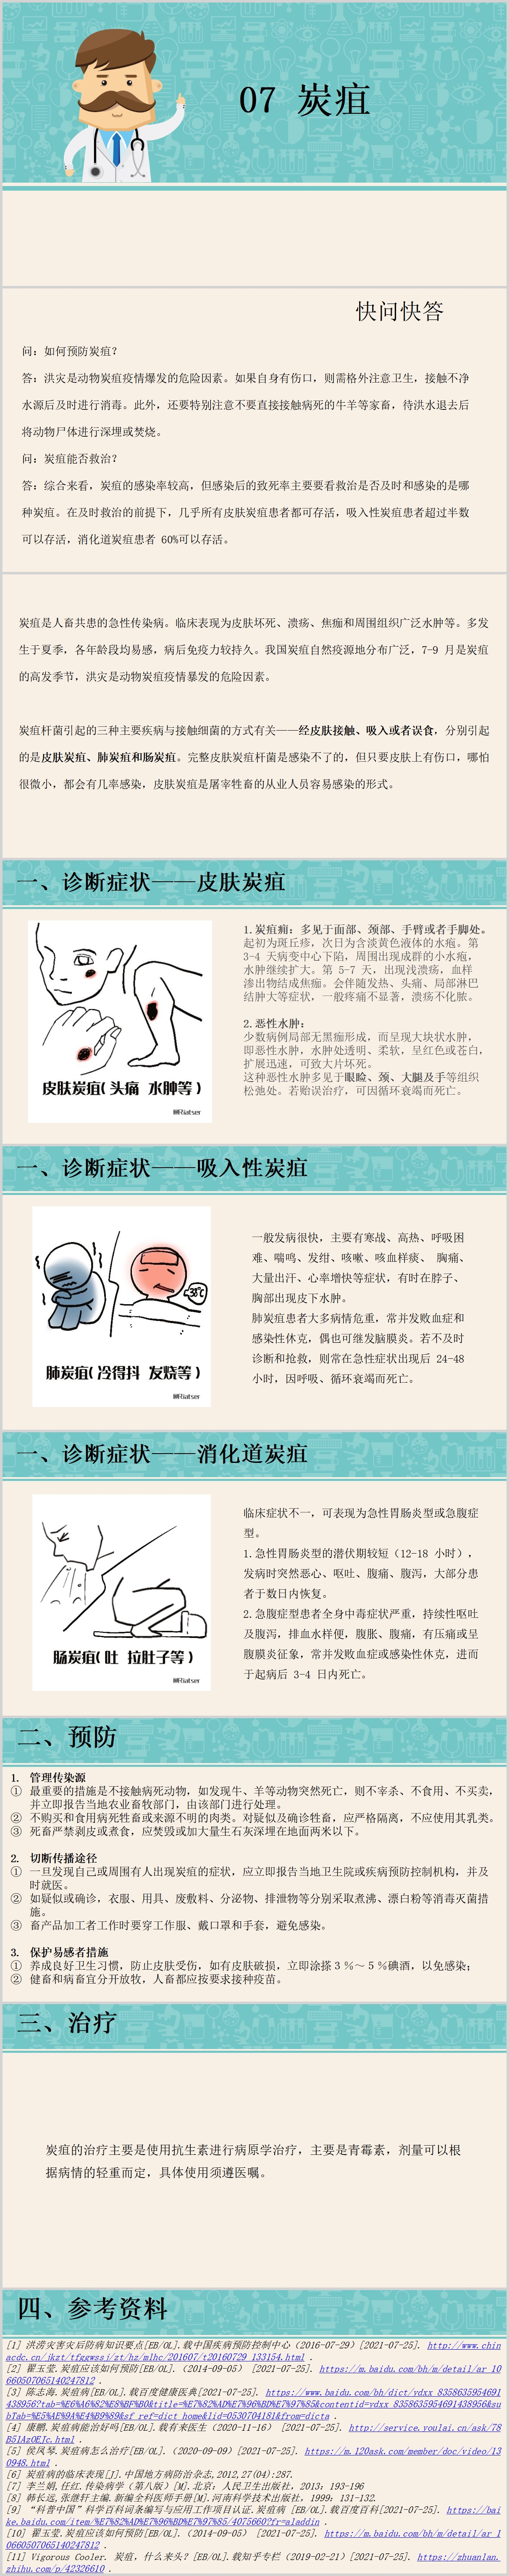 07 炭疽
快问快答
问：如何预防炭疽？
答：洪灾是动物炭疽疫情爆发的危险因素。如果自身有伤口，则需格外注意卫生，接触不净
水源后及时进行消毒。此外，还要特别注意不要直接接触病死的牛羊等家畜，待洪水退去后
将动物尸体进行深埋或焚烧。
问：炭疽能否救治？
答：综合来看，炭疽的感染率较高，但感染后的致死率主要要看救治是否及时和感染的是哪
种炭疽。在及时救治的前提下，几乎所有皮肤炭疽患者都可存活，吸入性炭疽患者超过半数
可以存活，消化道炭疽患者 60%可以存活。
炭疽是人畜共患的急性传染病。临床表现为皮肤坏死、溃疡、焦痂和周围组织广泛水肿等。多发
生于夏季，各年龄段均易感，病后免疫力较持久。我国炭疽自然疫源地分布广泛，7-9 月是炭疽
的高发季节，洪灾是动物炭疽疫情暴发的危险因素。
炭疽杆菌引起的三种主要疾病与接触细菌的方式有关——经皮肤接触、吸入或者误食，分别引起
的是皮肤炭疽、肺炭疽和肠炭疽。完整皮肤炭疽杆菌是感染不了的，但只要皮肤上有伤口，哪怕
很微小，都会有几率感染，皮肤炭疽是屠宰牲畜的从业人员容易感染的形式。
一、诊断症状——皮肤炭疽
皮肤炭疽（头痛 水肿等）
@Riatser
1.炭疽痈：多见于面部、颈部、手臂或者手脚处。
起初为斑丘疹，次日为含淡黄色液体的水疱。第
3-4 天病变中心下陷，周围出现成群的小水疱，
水肿继续扩大。第 5-7 天，出现浅溃疡，血样
渗出物结成焦痂。会伴随发热、头痛、局部淋巴
结肿大等症状，一般疼痛不显著，溃疡不化脓。
2.恶性水肿：
少数病例局部无黑痂形成，而呈现大块状水肿，
即恶性水肿，水肿处透明、柔软，呈红色或苍白，
扩展迅速，可致大片坏死。
这种恶性水肿多见于眼睑、颈、大腿及手等组织
松弛处。若贻误治疗，可因循环衰竭而死亡。
一、诊断症状——吸入性炭疽
38℃
肺炭疽（冷得抖 发烧等）
@Riatser
一般发病很快，主要有寒战、高热、呼吸困
难、喘鸣、发绀、咳嗽、咳血样痰、 胸痛、
大量出汗、心率增快等症状，有时在脖子、
胸部出现皮下水肿。
肺炭疽患者大多病情危重，常并发败血症和
感染性休克，偶也可继发脑膜炎。若不及时
诊断和抢救，则常在急性症状出现后 24-48
小时，因呼吸、循环衰竭而死亡。
一、诊断症状——消化道炭疽
肠炭疽（吐 拉肚子等）
@Riatser
临床症状不一，可表现为急性胃肠炎型或急腹症
型。
1.急性胃肠炎型的潜伏期较短（12-18 小时），
发病时突然恶心、呕吐、腹痛、腹泻，大部分患
者于数日内恢复。
2.急腹症型患者全身中毒症状严重，持续性呕吐
及腹泻，排血水样便，腹胀、腹痛，有压痛或呈
腹膜炎征象，常并发败血症或感染性休克，进而
于起病后 3-4 日内死亡。
二、预防
1. 管理传染源
① 最重要的措施是不接触病死动物，如发现牛、羊等动物突然死亡，则不宰杀、不食用、不买卖，
并立即报告当地农业畜牧部门，由该部门进行处理。
② 不购买和食用病死牲畜或来源不明的肉类。对疑似及确诊牲畜，应严格隔离，不应使用其乳类。
③ 死畜严禁剥皮或煮食，应焚毁或加大量生石灰深埋在地面两米以下。
2. 切断传播途径
① 一旦发现自己或周围有人出现炭疽的症状，应立即报告当地卫生院或疾病预防控制机构，并及
时就医。
② 如疑似或确诊，衣服、用具、废敷料、分泌物、排泄物等分别采取煮沸、漂白粉等消毒灭菌措
施。
③ 畜产品加工者工作时要穿工作服、戴口罩和手套，避免感染。
3. 保护易感者措施
① 养成良好卫生习惯，防止皮肤受伤，如有皮肤破损，立即涂搽３％～５％碘酒，以免感染；
② 健畜和病畜宜分开放牧，人畜都应按要求接种疫苗。
三、治疗
炭疽的治疗主要是使用抗生素进行病原学治疗，主要是青霉素，剂量可以根
据病情的轻重而定，具体使用须遵医嘱。
四、参考资料
[1] 洪涝灾害灾后防病知识要点[EB/OL].载中国疾病预防控制中心（2016-07-29）[2021-07-25]. http://www.chin
acdc.cn/jkzt/tfggwssj/zt/hz/mlhc/201607/t20160729_133154.html .
[2] 翟玉莹.炭疽应该如何预防[EB/OL].（2014-09-05） [2021-07-25]. https://m.baidu.com/bh/m/detail/ar_10
660507065140247812 .
[3] 陈志海.炭疽病[EB/OL].载百度健康医典[2021-07-25]. https://www.baidu.com/bh/dict/ydxx_8358635954691
438956?tab=%E6%A6%82%E8%BF%B0&title=%E7%82%AD%E7%96%BD%E7%97%85&contentid=ydxx_8358635954691438956&su
bTab=%E5%AE%9A%E4%B9%89&sf_ref=dict_home&lid=0530704181&from=dicta .
[4] 康鹏.炭疽病能治好吗[EB/OL].载有来医生（2020-11-16） [2021-07-25]. http://service.youlai.cn/ask/78
B51AzOEJc.html .
[5] 侯凤琴.炭疽病怎么治疗[EB/OL].（2020-09-09）[2021-07-25]. https://m.120ask.com/member/doc/video/13
0948.html .
[6] 炭疽病的临床表现[J].中国地方病防治杂志,2012,27(04):287.
[7] 李兰娟,任红.传染病学（第八版）[M].北京：人民卫生出版社，2013：193-196
[8] 韩长远,张继轩主编.新编全科医师手册[M].河南科学技术出版社，1999：131-132.
[9] “科普中国”科学百科词条编写与应用工作项目认证.炭疽病 [EB/OL].载百度百科[2021-07-25]. https://bai
ke.baidu.com/item/%E7%82%AD%E7%96%BD%E7%97%85/4075660?fr=aladdin .
[10] 翟玉莹.炭疽应该如何预防[EB/OL].（2014-09-05） [2021-07-25]. https://m.baidu.com/bh/m/detail/ar_1
0660507065140247812 .
[11] Vigorous Cooler. 炭疽，什么来头？[EB/OL].载知乎专栏（2019-02-21）[2021-07-25]. https://zhuanlan.
zhihu.com/p/42326610 .